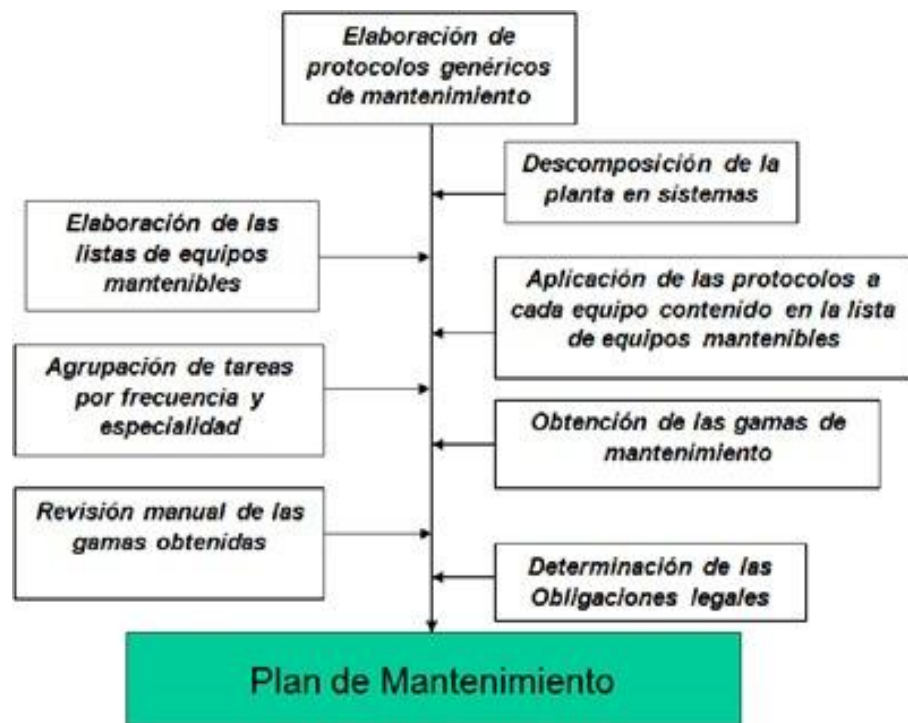 Elaboración de
protocolos genéricos
de mantenimiento
Descomposición de la
planta en sistemas
Elaboración de las
listas de equipos
mantenibles
Aplicación de las protocolos a
cada equipo contenido en la lista
de equipos mantenibles
Agrupación de tareas
por frecuencia y
especialidad
Obtención de las gamas de
mantenimiento
Revisión manual de las
gamas obtenidas
Determinación de las
Obligaciones legales
Plan de Mantenimiento